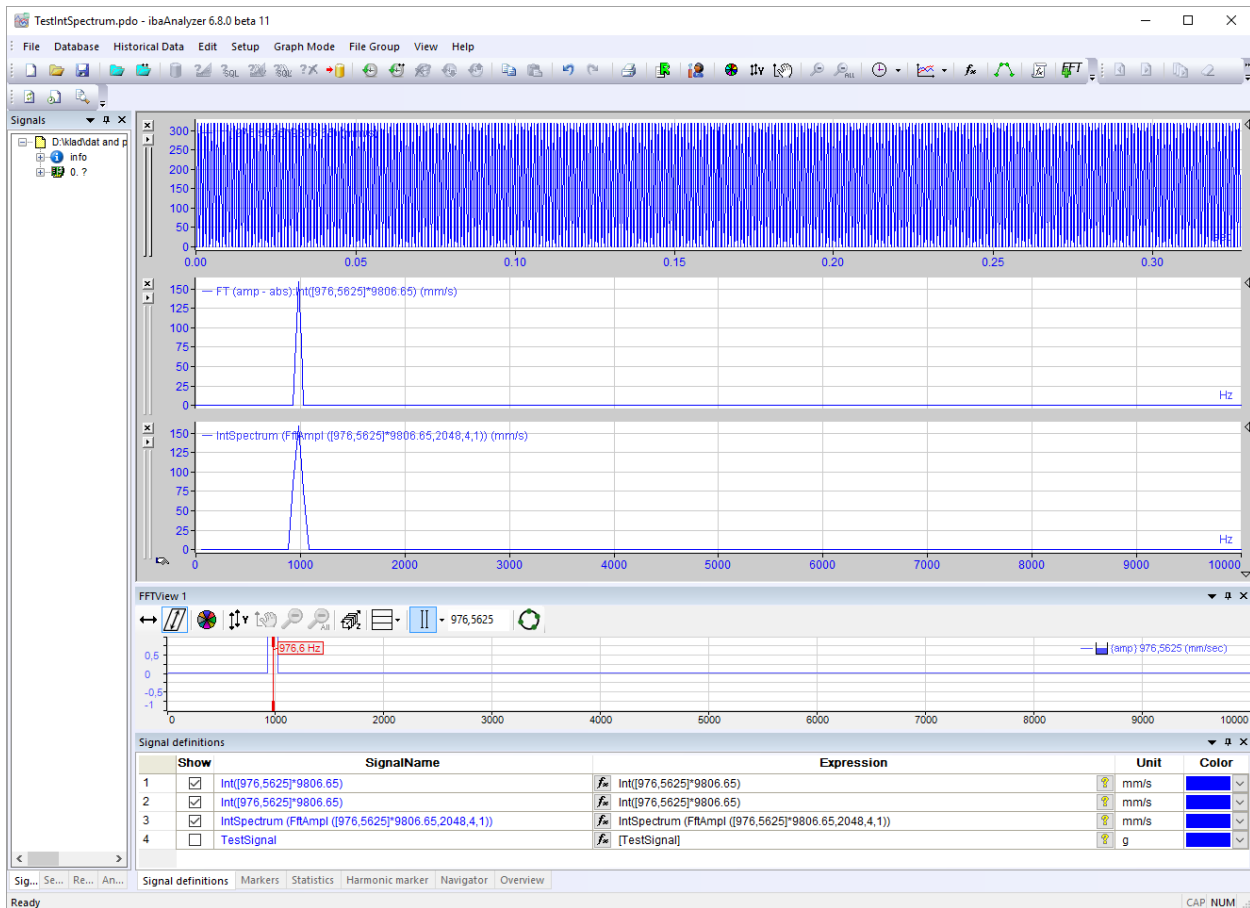 TestIntSpectrum.pdo - ibaAnalyzer 6.8.0 beta 11
File Database Historical Data Edit Setup Graph Mode File Group View Help
Signals
D:\klad\dat and p
info
0. ?
300
250
200
150
100
50
0
0.00 0.05 0.10 0.15 0.20 0.25 0.30
150 FT (amp - abs):Int([976,5625]*9806.65) (mm/s)
125
100
75
50
25
0
Hz
150 IntSpectrum (FftAmpl ([976,5625]*9806.65,2048,4,1)) (mm/s)
125
100
75
50
25
0
Hz
0 1000 2000 3000 4000 5000 6000 7000 8000 9000 10000
FFTView 1
976,5625
0,5
0
-0,5
-1
976,6 Hz
{amp} 976,5625 (mm/sec)
0 1000 2000 3000 4000 5000 6000 7000 8000 9000 10000
Signal definitions
Show SignalName Expression Unit Color
1 Int([976,5625]*9806.65) fx Int([976,5625]*9806.65) ? mm/s
2 Int([976,5625]*9806.65) fx Int([976,5625]*9806.65) ? mm/s
3 IntSpectrum (FftAmpl ([976,5625]*9806.65,2048,4,1)) fx IntSpectrum (FftAmpl ([976,5625]*9806.65,2048,4,1)) ? mm/s
4 TestSignal fx [TestSignal] ? g
Sig... Se... Re... An... Signal definitions Markers Statistics Harmonic marker Navigator Overview
Ready CAP NUM